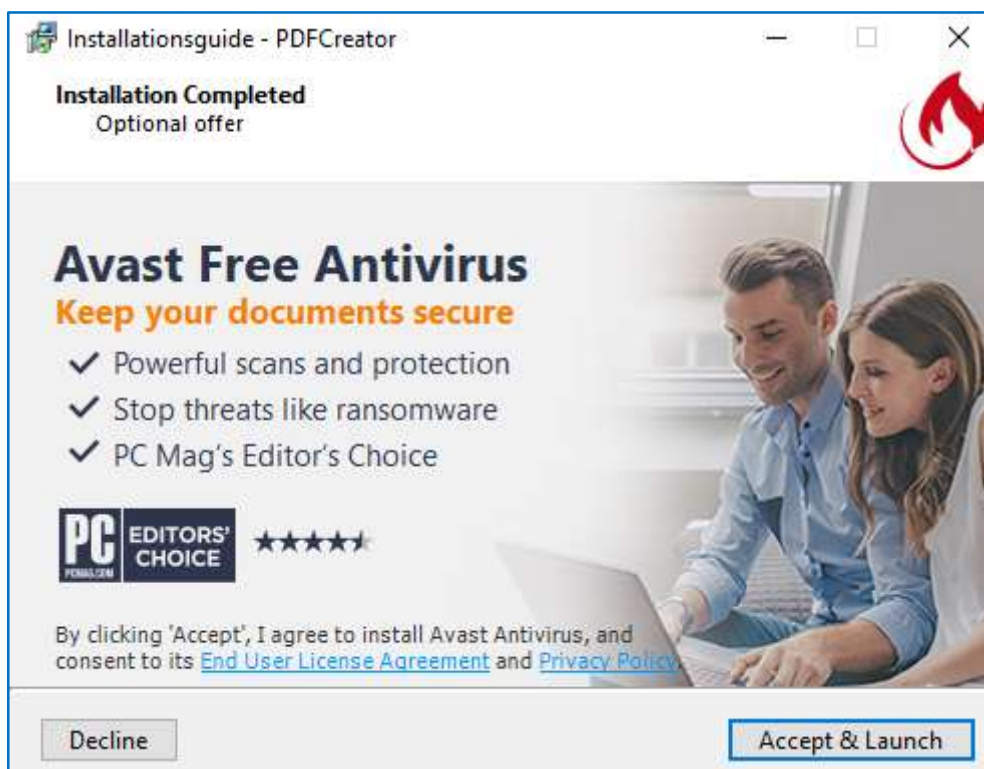 Installationsguide - PDFCreator
Installation Completed
Optional offer
Avast Free Antivirus
Keep your documents secure
Powerful scans and protection
Stop threats like ransomware
PC Mag's Editor's Choice
PC
PCMAG.COM
EDITORS'
CHOICE
By clicking 'Accept', I agree to install Avast Antivirus, and
consent to its End User License Agreement and Privacy Policy.
Decline
Accept & Launch